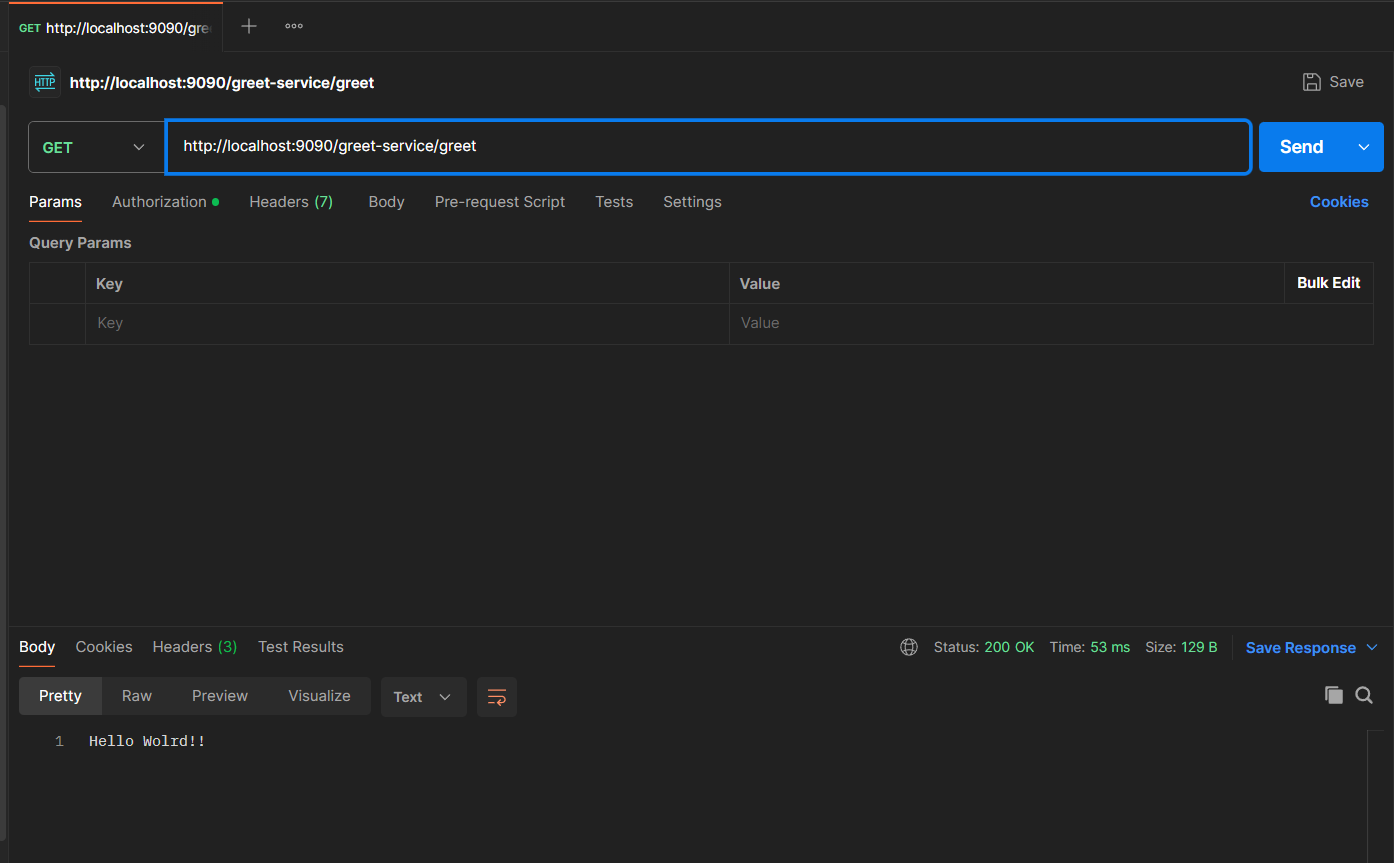 GET http://localhost:9090/gre
HTTP http://localhost:9090/greet-service/greet Save
GET http://localhost:9090/greet-service/greet Send
Params Authorization Headers (7) Body Pre-request Script Tests Settings Cookies
Query Params
Key Value Bulk Edit
Key Value
Body Cookies Headers (3) Test Results Status: 200 OK Time: 53 ms Size: 129 B Save Response
Pretty Raw Preview Visualize Text
1 Hello Wolrd!!